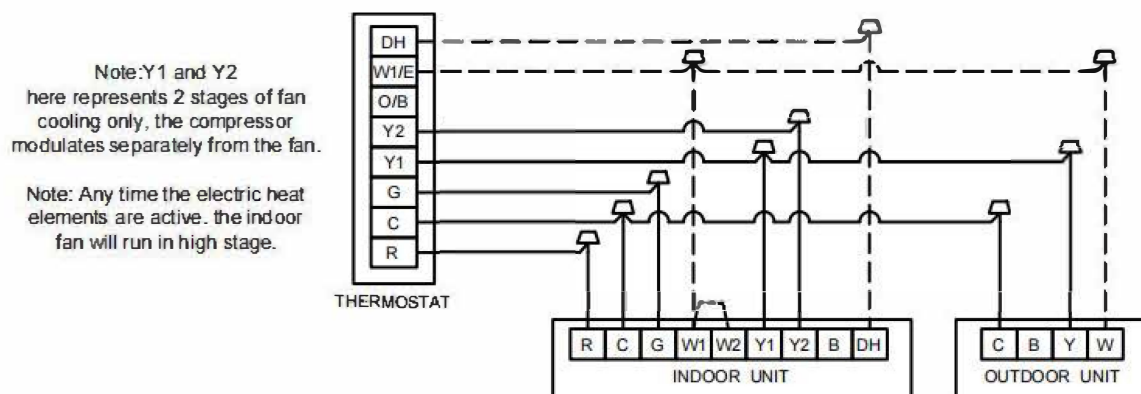 Note:Y1 and Y2
here represents 2 stages of fan
cooling only, the compressor
modulates separately from the fan.
Note: Any time the electric heat
elements are active. the indoor
fan will run in high stage.
DH
W1/E
O/B
Y2
Y1
G
C
R
THERMOSTAT
R C G W1 W2 Y1 Y2 B DH
INDOOR UNIT
C B Y W
OUTDOOR UNIT